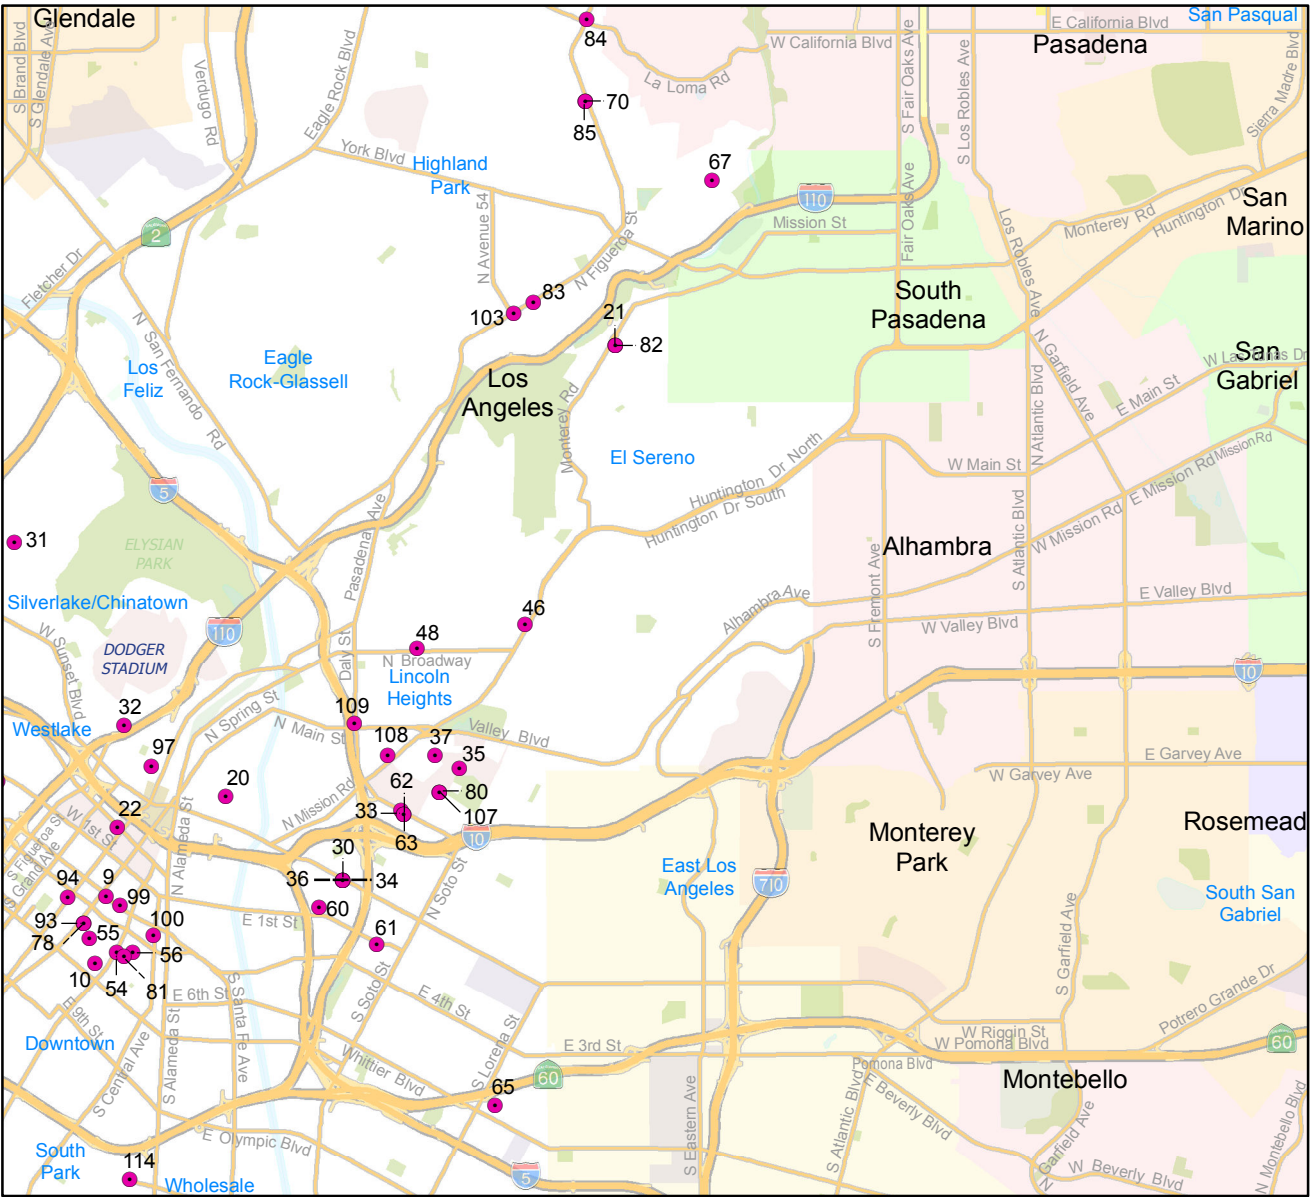 Glendale
San Pasqual
E California Blvd
W California Blvd
Pasadena
84
La Loma Rd
S Brand Blvd
S Glendale Ave
Verdugo Rd
Eagle Rock Blvd
S Fair Oaks Ave
S Los Robles Ave
Sierra Madre Blvd
70
85
York Blvd
Highland
Park
67
110
San
Marino
Monterey Rd
Huntington Dr
Mission St
Fair Oaks Ave
Los Robles Ave
N Avenue 54
N Figueroa St
2
Fletcher Dr
83
103
21
82
South
Pasadena
N San Fernando Rd
Los
Feliz
Eagle
Rock-Glassell
Los
Angeles
Monterey Rd
N Garfield Ave
N Atlantic Blvd
San
Gabriel
E Main St
El Sereno
W Main St
Huntington Dr North
Huntington Dr South
E Mission Rd
Mission Rd
W Mission Rd
5
31
ELYSIAN
PARK
Pasadena Ave
Alhambra
S Atlantic Blvd
S Fremont Ave
Silverlake/Chinatown
Alhambra Ave
E Valley Blvd
W Valley Blvd
46
48
N Broadway
Lincoln
Heights
110
DODGER
STADIUM
W Sunset Blvd
Daly St
10
32
Westlake
N Spring St
N Main St
109
Valley Blvd
97
108
37
35
20
N Mission Rd
62
80
107
33
63
10
E Garvey Ave
W Garvey Ave
22
W 1st St
S Figueroa St
S Grand Ave
N Alameda St
Monterey
Park
Rosemead
30
36
34
East Los
Angeles
710
N Soto St
South San
Gabriel
94
9
99
60
E 1st St
93
78
55
100
61
56
10
54
81
S Garfield Ave
E 6th St
S Santa Fe Ave
S Soto St
E 4th St
Potrero Grande Dr
E 9th St
Downtown
S Central Ave
S Alameda St
Whittier Blvd
S Lorena St
E 3rd St
W Riggin St
W Pomona Blvd
Pomona Blvd
60
60
65
Montebello
E Beverly Blvd
S Atlantic Blvd
S Eastern Ave
N Garfield Ave
W Beverly Blvd
N Montebello Blvd
E Olympic Blvd
South
Park
114
Wholesale
5